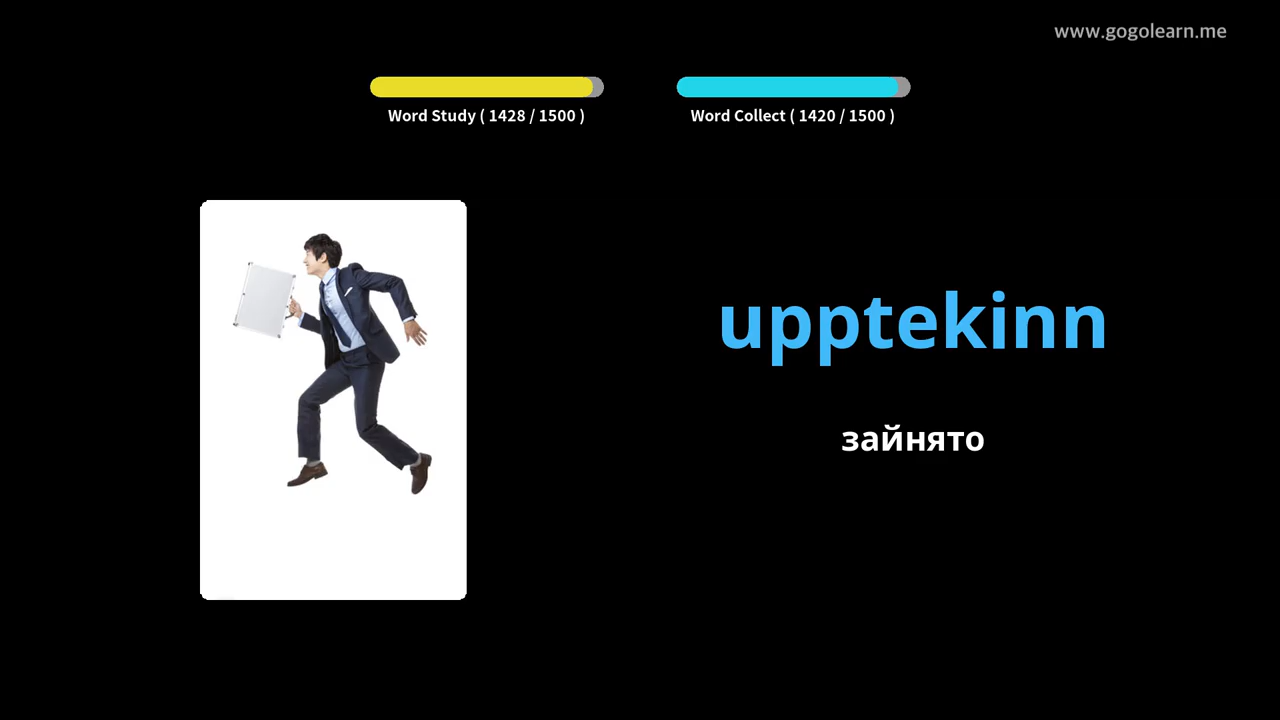 www.gogolearn.me
Word Study ( 1428 / 1500 )
Word Collect ( 1420 / 1500 )
upptekinn
зайнято